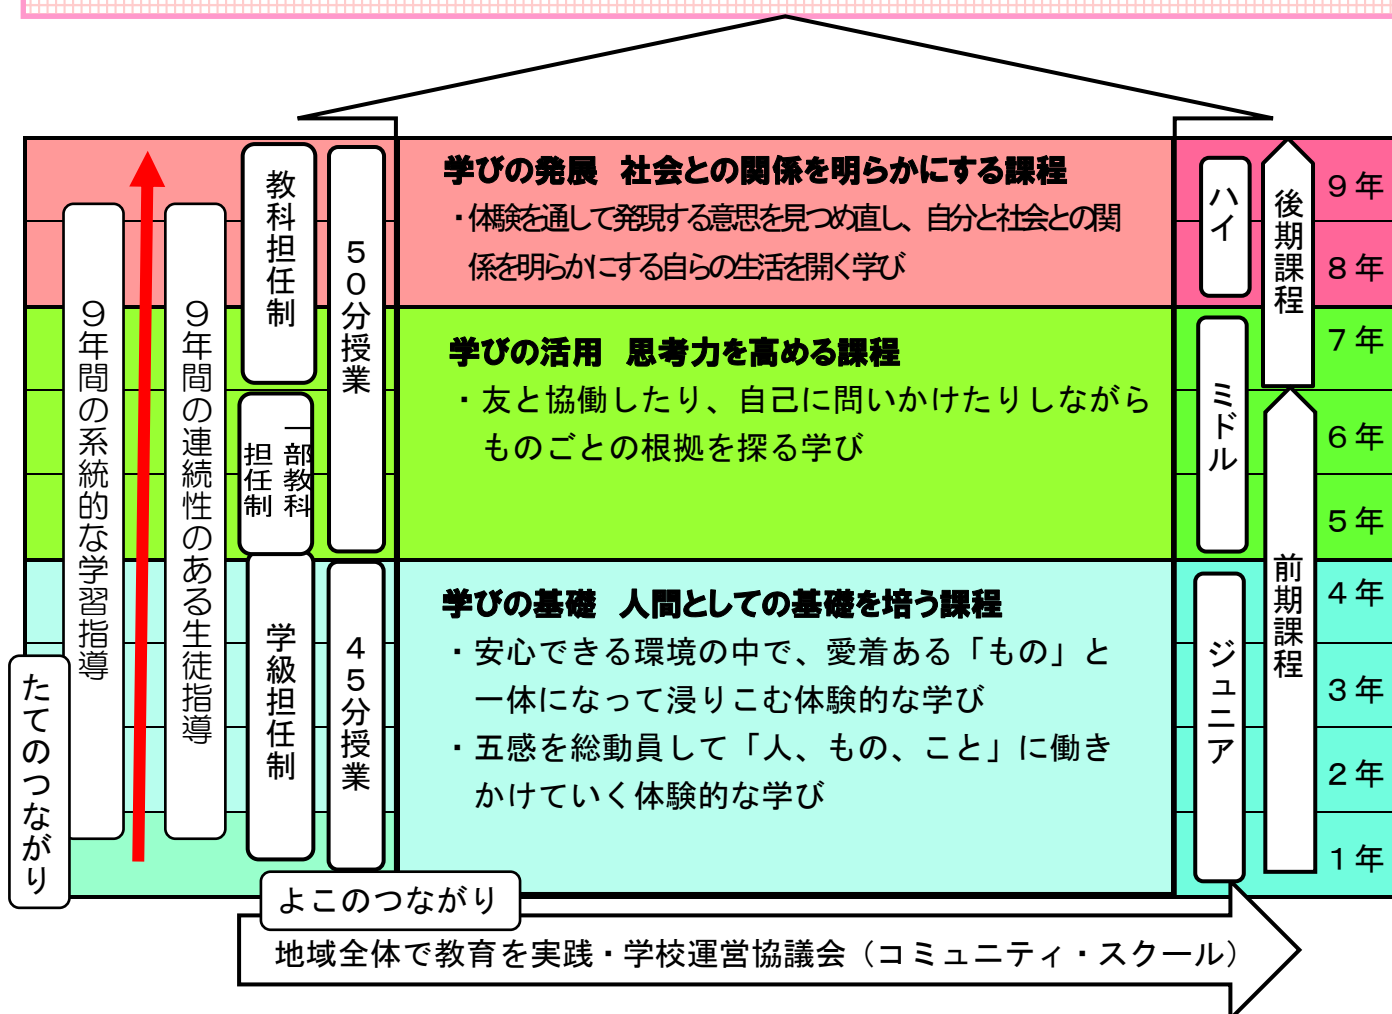 学びの発展 社会との関係を明らかにする課程
・体験を通して発現する意思を見つめ直し、自分と社会との関
係を明らかにする自らの生活を開く学び
学びの活用 思考力を高める課程
・友と協働したり、自己に問いかけたりしながら
ものごとの根拠を探る学び
学びの基礎 人間としての基礎を培う課程
・安心できる環境の中で、愛着ある「もの」と
一体になって浸りこむ体験的な学び
・五感を総動員して「人、もの、こと」に働き
かけていく体験的な学び
たてのつながり
9年間の系統的な学習指導
9年間の連続性のある生徒指導
教科担任制
一部教科
担任制
学級担任制
50分授業
45分授業
ハイ
ミドル
ジュニア
後期課程
前期課程
9年
8年
7年
6年
5年
4年
3年
2年
1年
よこのつながり
地域全体で教育を実践・学校運営協議会（コミュニティ・スクール）